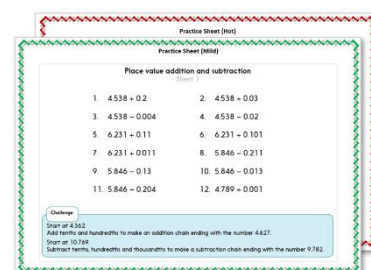 Practice Sheet (Hot)
Practice Sheet (Mild)
Place value addition and subtraction
Sheet 1
1. 4.538 + 0.2 2. 4.538 + 0.03
3. 4.538 – 0.004 4. 4.538 – 0.02
5. 6.231 + 0.11 6. 6.231 + 0.101
7. 6.231 + 0.011 8. 5.846 – 0.211
9. 5.846 – 0.13 10. 5.846 – 0.013
11. 5.846 – 0.204 12. 4.789 + 0.001
Challenge
Start at 4.362.
Add tenths and hundredths to make an addition chain ending with the number 4.627.
Start at 10.769.
Subtract tenths, hundredths and thousandths to make a subtraction chain ending with the number 9.782.